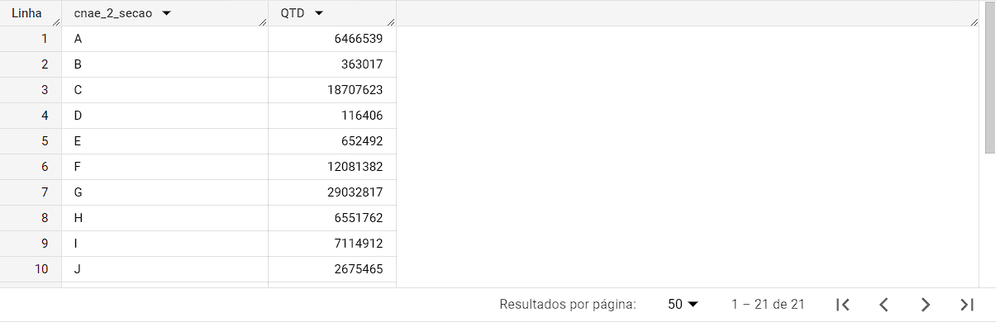 Linha cnae_2_secao QTD
1 A 6466539
2 B 363017
3 C 18707623
4 D 116406
5 E 652492
6 F 12081382
7 G 29032817
8 H 6551762
9 I 7114912
10 J 2675465
Resultados por página: 50 1 – 21 de 21